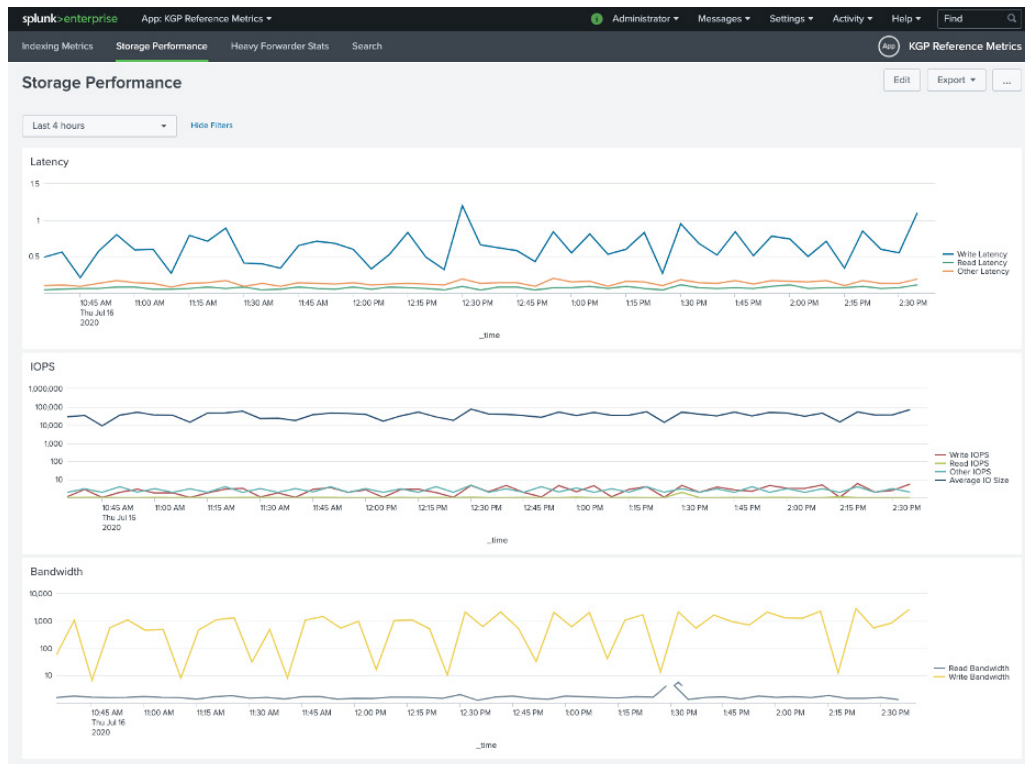 splunk>enterprise App: KGP Reference Metrics ▾ i Administrator ▾ Messages ▾ Settings ▾ Activity ▾ Help ▾ Find
Indexing Metrics Storage Performance Heavy Forwarder Stats Search App KGP Reference Metrics
Storage Performance Edit Export ▾ ...
Last 4 hours Hide Filters
Latency
1.5
1
0.5
Write Latency
Read Latency
Other Latency
10:45 AM 11:00 AM 11:15 AM 11:30 AM 11:45 AM 12:00 PM 12:15 PM 12:30 PM 12:45 PM 1:00 PM 1:15 PM 1:30 PM 1:45 PM 2:00 PM 2:15 PM 2:30 PM
Thu Jul 16
2020
_time
IOPS
1,000,000
100,000
10,000
1,000
100
10
Write IOPS
Read IOPS
Other IOPS
Average IO Size
10:45 AM 11:00 AM 11:15 AM 11:30 AM 11:45 AM 12:00 PM 12:15 PM 12:30 PM 12:45 PM 1:00 PM 1:15 PM 1:30 PM 1:45 PM 2:00 PM 2:15 PM 2:30 PM
Thu Jul 16
2020
_time
Bandwidth
10,000
1,000
100
10
Read Bandwidth
Write Bandwidth
10:45 AM 11:00 AM 11:15 AM 11:30 AM 11:45 AM 12:00 PM 12:15 PM 12:30 PM 12:45 PM 1:00 PM 1:15 PM 1:30 PM 1:45 PM 2:00 PM 2:15 PM 2:30 PM
Thu Jul 16
2020
_time